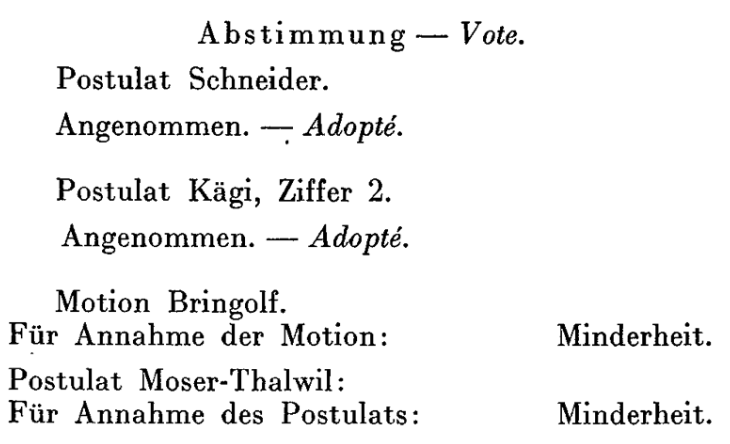 Abstimmung — Vote.
Postulat Schneider.
Angenommen. — Adopté.
Postulat Kägi, Ziffer 2.
Angenommen. — Adopté.
Motion Bringolf.
Für Annahme der Motion: Minderheit.
Postulat Moser-Thalwil:
Für Annahme des Postulats: Minderheit.